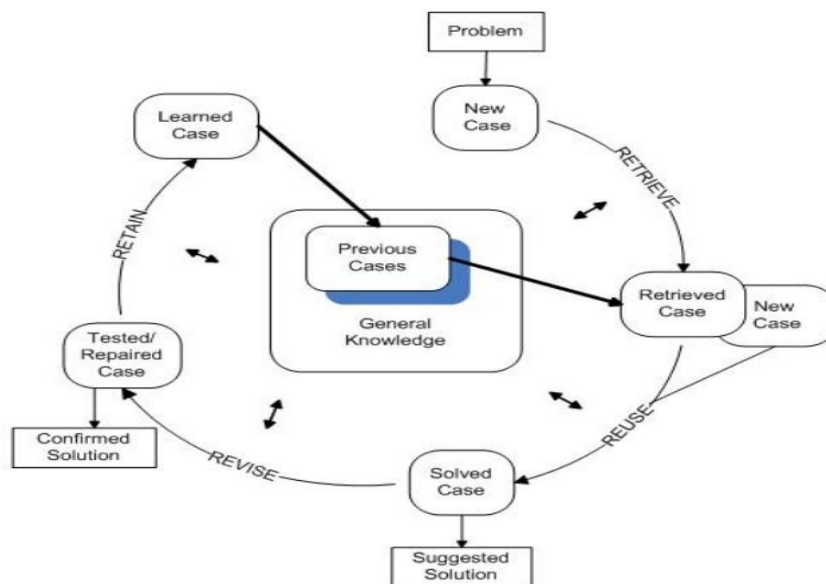 Problem
New
Case
RETRIEVE
Learned
Case
RETAIN
Previous
Cases
General
Knowledge
Retrieved
Case
New
Case
Tested/
Repaired
Case
Confirmed
Solution
REVISE
REUSE
Solved
Case
Suggested
Solution